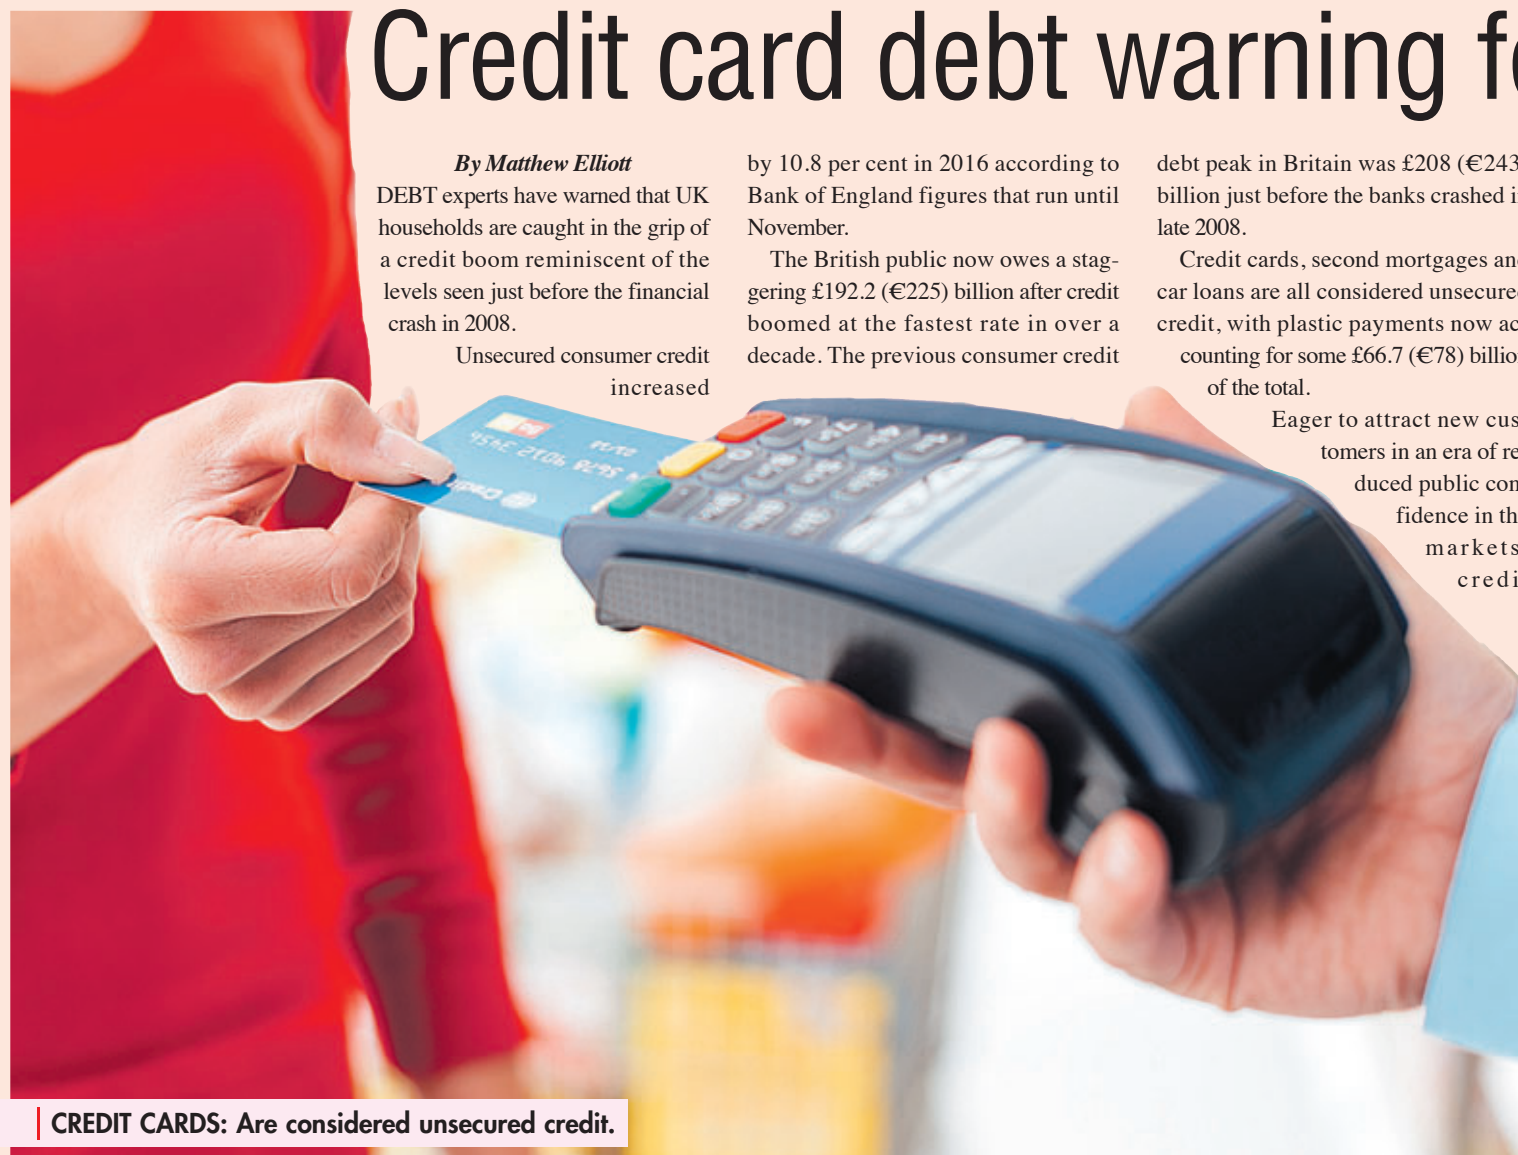 Credit card debt warning
By Matthew Elliott
DEBT experts have warned that UK
households are caught in the grip of
a credit boom reminiscent of the
levels seen just before the financial
crash in 2008.
Unsecured consumer credit
increased
by 10.8 per cent in 2016 according to
Bank of England figures that run until
November.
The British public now owes a stag-
gering £192.2 (€225) billion after credit
boomed at the fastest rate in over a
decade. The previous consumer credit
debt peak in Britain was £208 (€243
billion just before the banks crashed
late 2008.
Credit cards, second mortgages
car loans are all considered
credit, with plastic payments now ac
counting for some £66.7 (€78)
of the total.
Eager to attract new cus
tomers in an era of re
duced public con
fidence in
markets
CREDIT CARDS: Are considered unsecured credit.